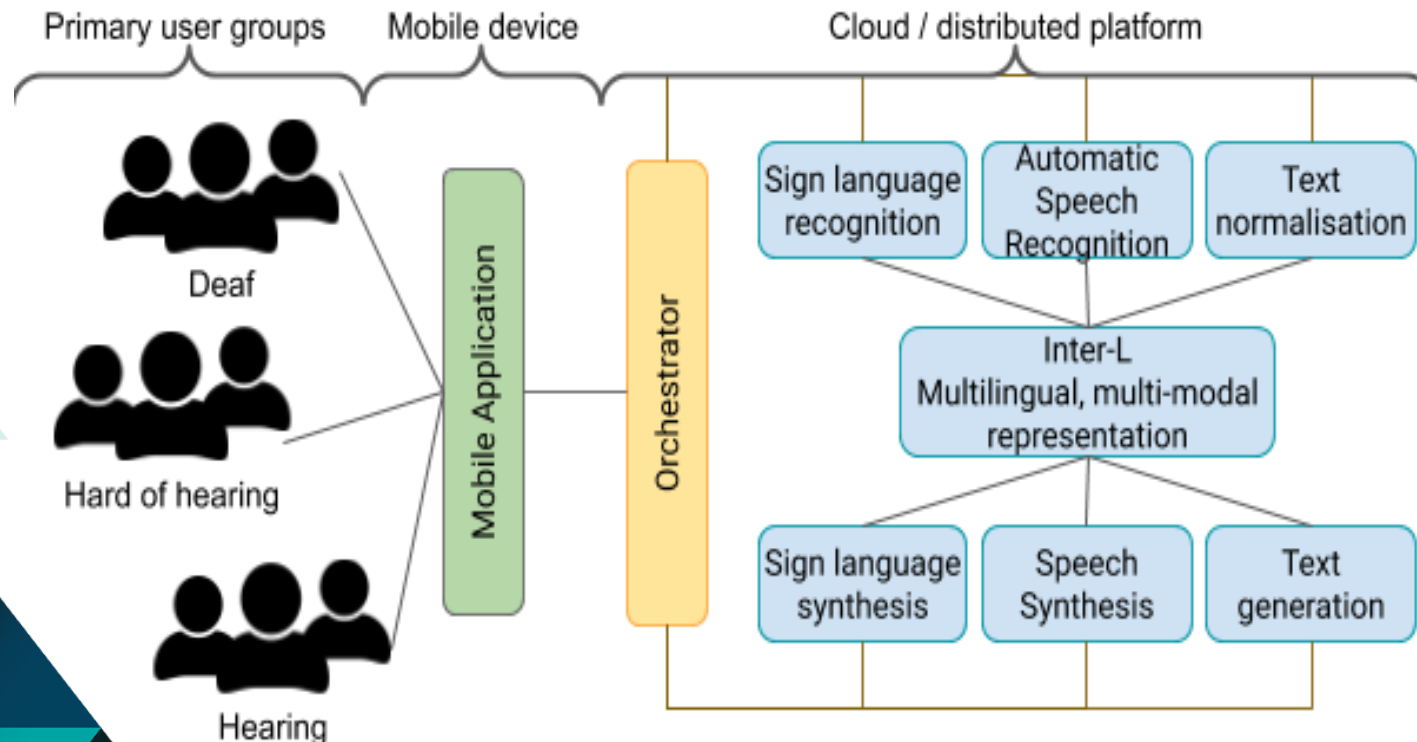 Primary user groups
Mobile device
Cloud / distributed platform
Deaf
Hard of hearing
Hearing
Mobile Application
Orchestrator
Sign language
recognition
Automatic
Speech
Recognition
Text
normalisation
Inter-L
Multilingual, multi-modal
representation
Sign language
synthesis
Speech
Synthesis
Text
generation